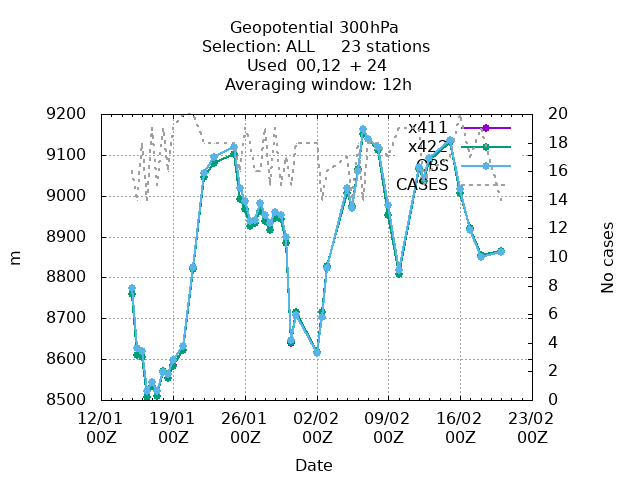 Geopotential 300hPa
Selection: ALL 23 stations
Used 00,12 + 24
Averaging window: 12h
9200
9100
9000
8900
8800
8700
8600
8500
m
20
18
16
14
12
10
8
6
4
2
0
No cases
x411
x422
OBS
CASES
12/01 19/01 26/01 02/02 09/02 16/02 23/02
00Z 00Z 00Z 00Z 00Z 00Z 00Z
Date